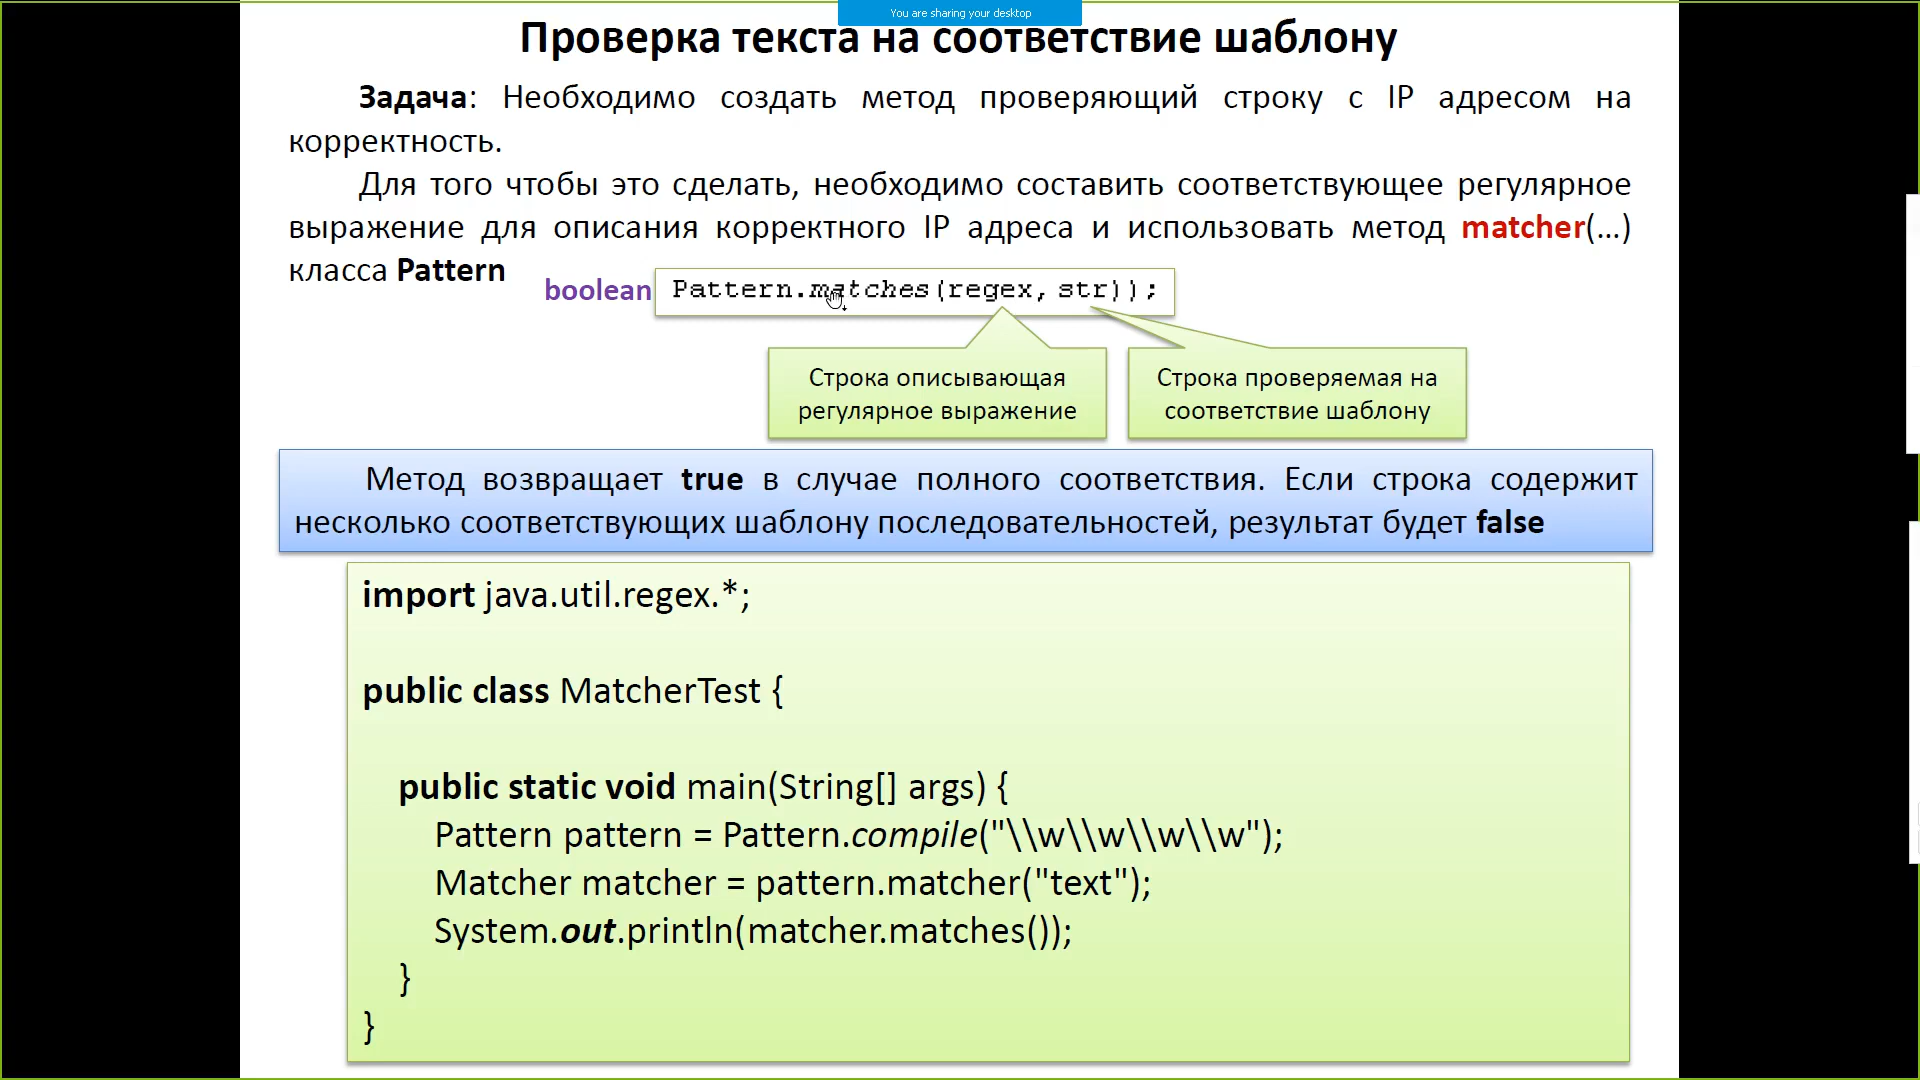 You are sharing your desktop
Проверка текста на соответствие шаблону
Задача: Необходимо создать метод проверяющий строку с IP адресом на
корректность.
Для того чтобы это сделать, необходимо составить соответствующее регулярное
выражение для описания корректного IP адреса и использовать метод matcher(...)
класса Pattern
boolean Pattern.matches(regex, str));
Строка описывающая
регулярное выражение
Строка проверяемая на
соответствие шаблону
Метод возвращает true в случае полного соответствия. Если строка содержит
несколько соответствующих шаблону последовательностей, результат будет false
import java.util.regex.*;
public class MatcherTest {
public static void main(String[] args) {
Pattern pattern = Pattern.compile("\\w\\w\\w\\w");
Matcher matcher = pattern.matcher("text");
System.out.println(matcher.matches());
}
}